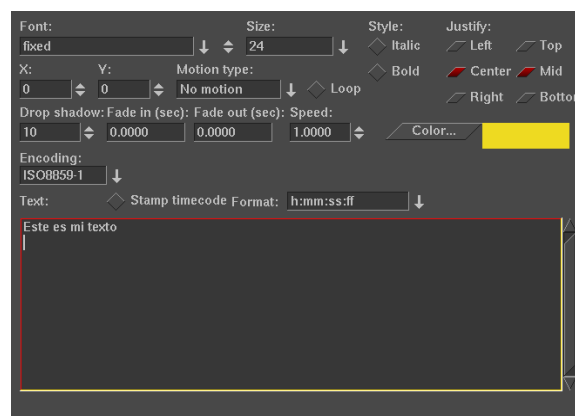 Font: Size: Style: Justify:
fixed 24 Italic Left Top
X: Y: Motion type: Bold Center Mid
0 0 No motion Loop Right Bottor
Drop shadow: Fade in (sec): Fade out (sec): Speed:
10 0.0000 0.0000 1.0000 Color...
Encoding:
ISO8859-1
Text: Stamp timecode Format: h:mm:ss:ff
Este es mi texto